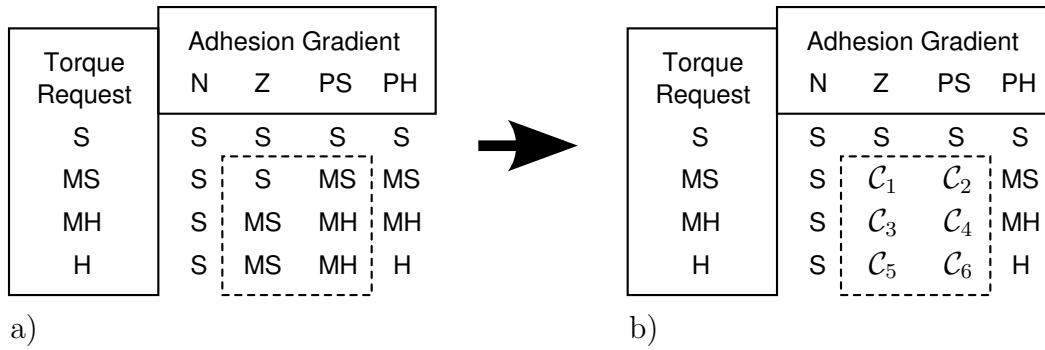 Adhesion Gradient
Torque Request
N Z PS PH
S S S S S
MS S S MS MS
MH S MS MH MH
H S MS MH H
a)
Adhesion Gradient
Torque Request
N Z PS PH
S S S S S
MS S C1 C2 MS
MH S C3 C4 MH
H S C5 C6 H
b)